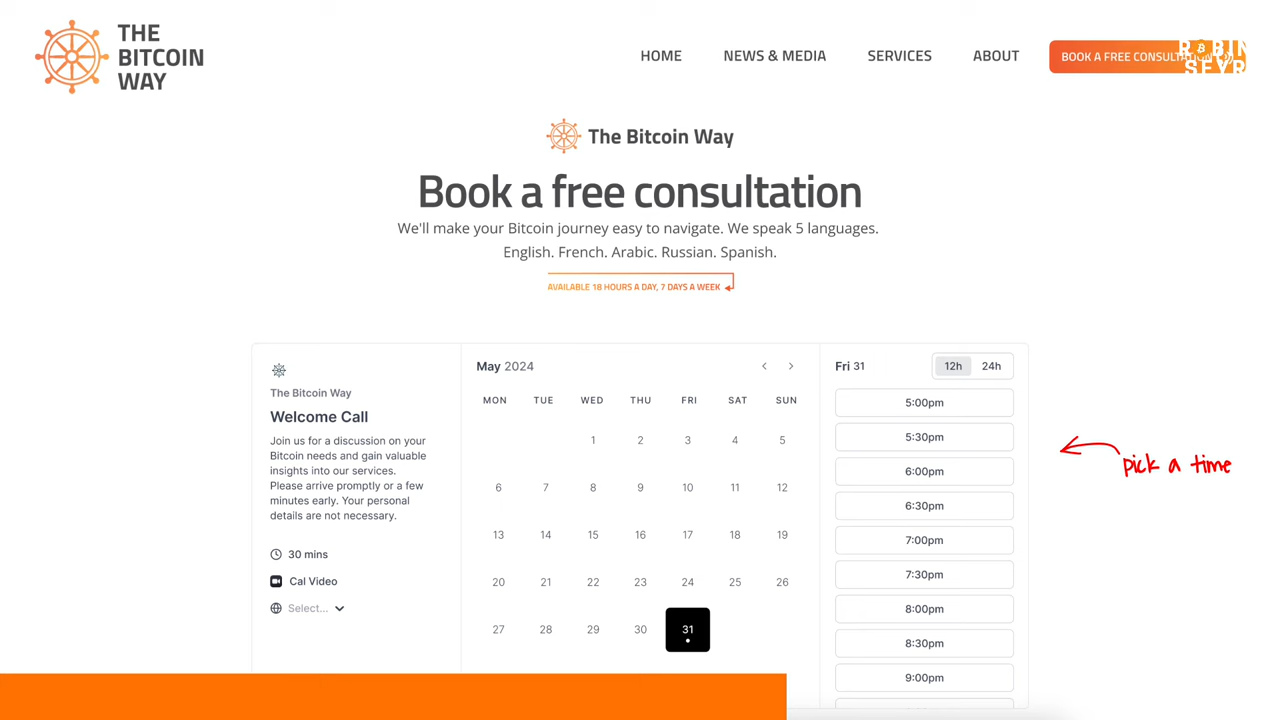 THE
BITCOIN
WAY
HOME
NEWS & MEDIA
SERVICES
ABOUT
BOOK A FREE
The Bitcoin Way
Book a free consultation
We'll make your Bitcoin journey easy to navigate. We speak 5 languages.
English. French. Arabic. Russian. Spanish.
AVAILABLE 18 HOURS A DAY, 7 DAYS A WEEK
The Bitcoin Way
Welcome Call
Join us for a discussion on your
Bitcoin needs and gain valuable
insights into our services.
Please arrive promptly or a few
minutes early. Your personal
details are not necessary.
30 mins
Cal Video
Select...
May 2024
MON TUE WED THU FRI SAT SUN
1 2 3 4 5
6 7 8 9 10 11 12
13 14 15 16 17 18 19
20 21 22 23 24 25 26
27 28 29 30 31
Fri 31
12h 24h
5:00pm
5:30pm
6:00pm
6:30pm
7:00pm
7:30pm
8:00pm
8:30pm
9:00pm
pick a time